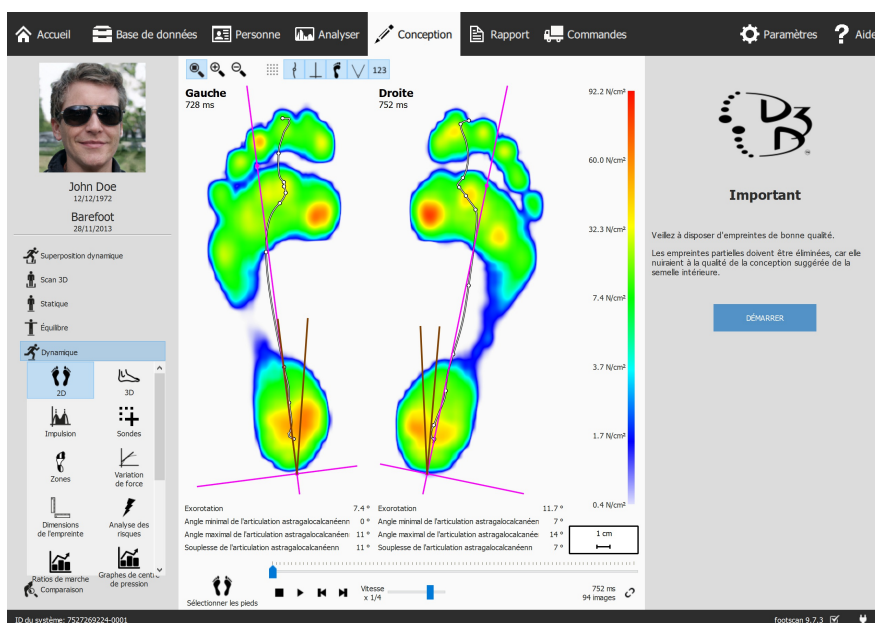 Accueil
Base de données
Personne
Analyser
Conception
Rapport
Commandes
Paramètres
Aide
John Doe
12/12/1972
Barefoot
28/11/2013
Superposition dynamique
Scan 3D
Statique
Équilibre
Dynamique
2D
3D
Impulsion
Sondes
Zones
Variation
de force
Dimensions
de l'empreinte
Analyse des
risques
Ratios de marche
Graphes de centre
de pression
Comparaison
123
Gauche
728 ms
Droite
752 ms
92.2 N/cm²
60.0 N/cm²
32.3 N/cm²
7.4 N/cm²
3.7 N/cm²
1.7 N/cm²
0.4 N/cm²
Exorotation 7.4 °
Angle minimal de l'articulation astragalocalcanéenn 0 °
Angle maximal de l'articulation astragalocalcanéen 11 °
Souplesse de l'articulation astragalocalcanéenn 11 °
Exorotation 11.7 °
Angle minimal de l'articulation astragalocalcanéen 7 °
Angle maximal de l'articulation astragalocalcanée 14 °
Souplesse de l'articulation astragalocalcanéenn 7 °
1 cm
Sélectionner les pieds
Vitesse
x 1/4
752 ms
94 images
D3D
Important
Veillez à disposer d'empreintes de bonne qualité.
Les empreintes partielles doivent être éliminées, car elle
nuiraient à la qualité de la conception suggérée de la
semelle intérieure.
DÉMARRER
ID du système: 7527269224-0001
footscan 9.7.3